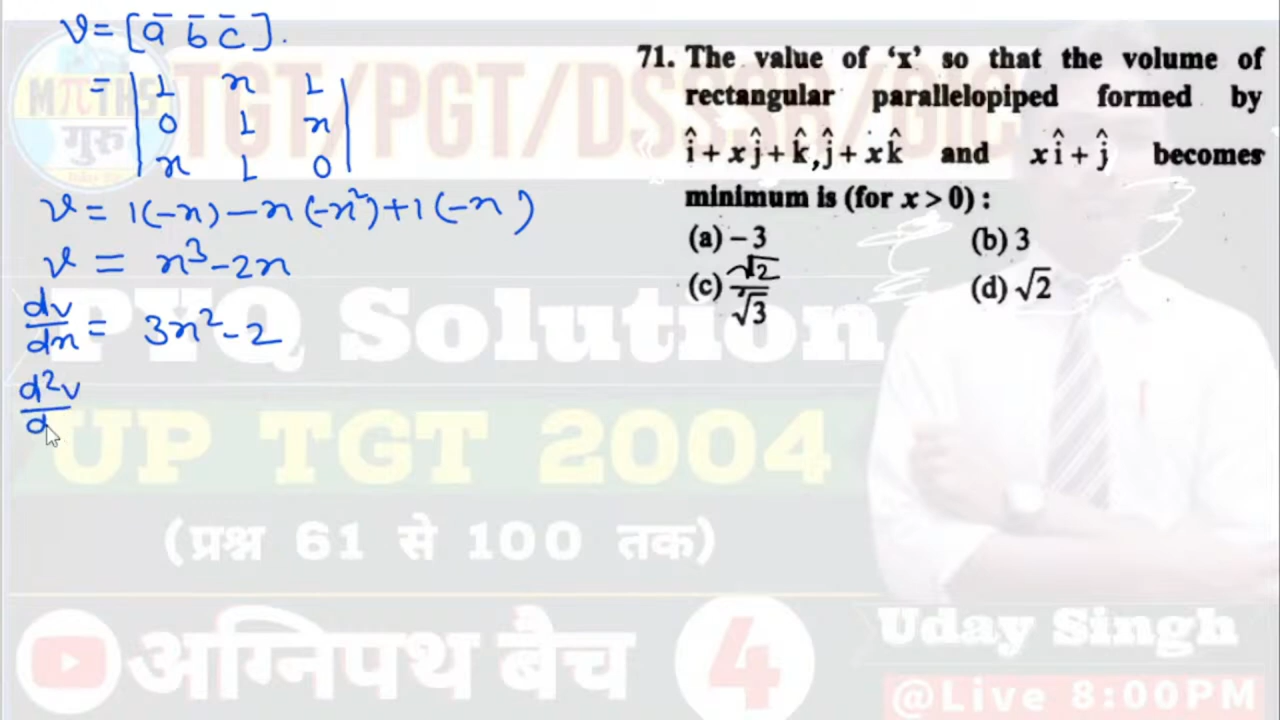 v = [a̅ b̅ c̅].
= | 1 x 1 |
| 0 1 x |
| x 1 0 |
v = 1(-x) - x(-x²) + 1(-x)
v = x³ - 2x
dv/dx = 3x² - 2
d²v/d
71. The value of ‘x’ so that the volume of
rectangular parallelopiped formed by
î + xĵ + k̂, ĵ + xk̂ and xî + ĵ becomes
minimum is (for x > 0) :
(a) – 3 (b) 3
(c) √2/√3 (d) √2
MπTHS
गुरु
TGT/PGT/DSSSB/GIC
PYQ Solution
UP TGT 2004
(प्रश्न 61 से 100 तक)
अग्निपथ बैच 4
Uday Singh
@Live 8:00PM